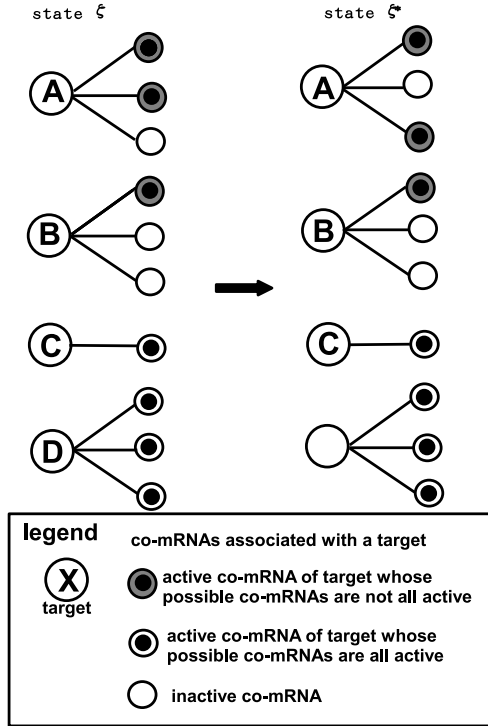 state ξ
state ξ*
A
A
B
B
C
C
D
legend
co-mRNAs associated with a target
X
target
active co-mRNA of target whose
possible co-mRNAs are not all active
active co-mRNA of target whose
possible co-mRNAs are all active
inactive co-mRNA